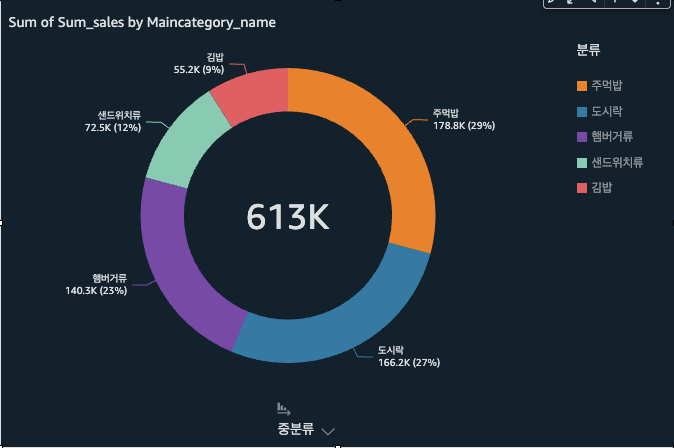 Sum of Sum_sales by Maincategory_name
김밥
55.2K (9%)
샌드위치류
72.5K (12%)
주먹밥
178.8K (29%)
613K
햄버거류
140.3K (23%)
도시락
166.2K (27%)
중분류
분류
주먹밥
도시락
햄버거류
샌드위치류
김밥